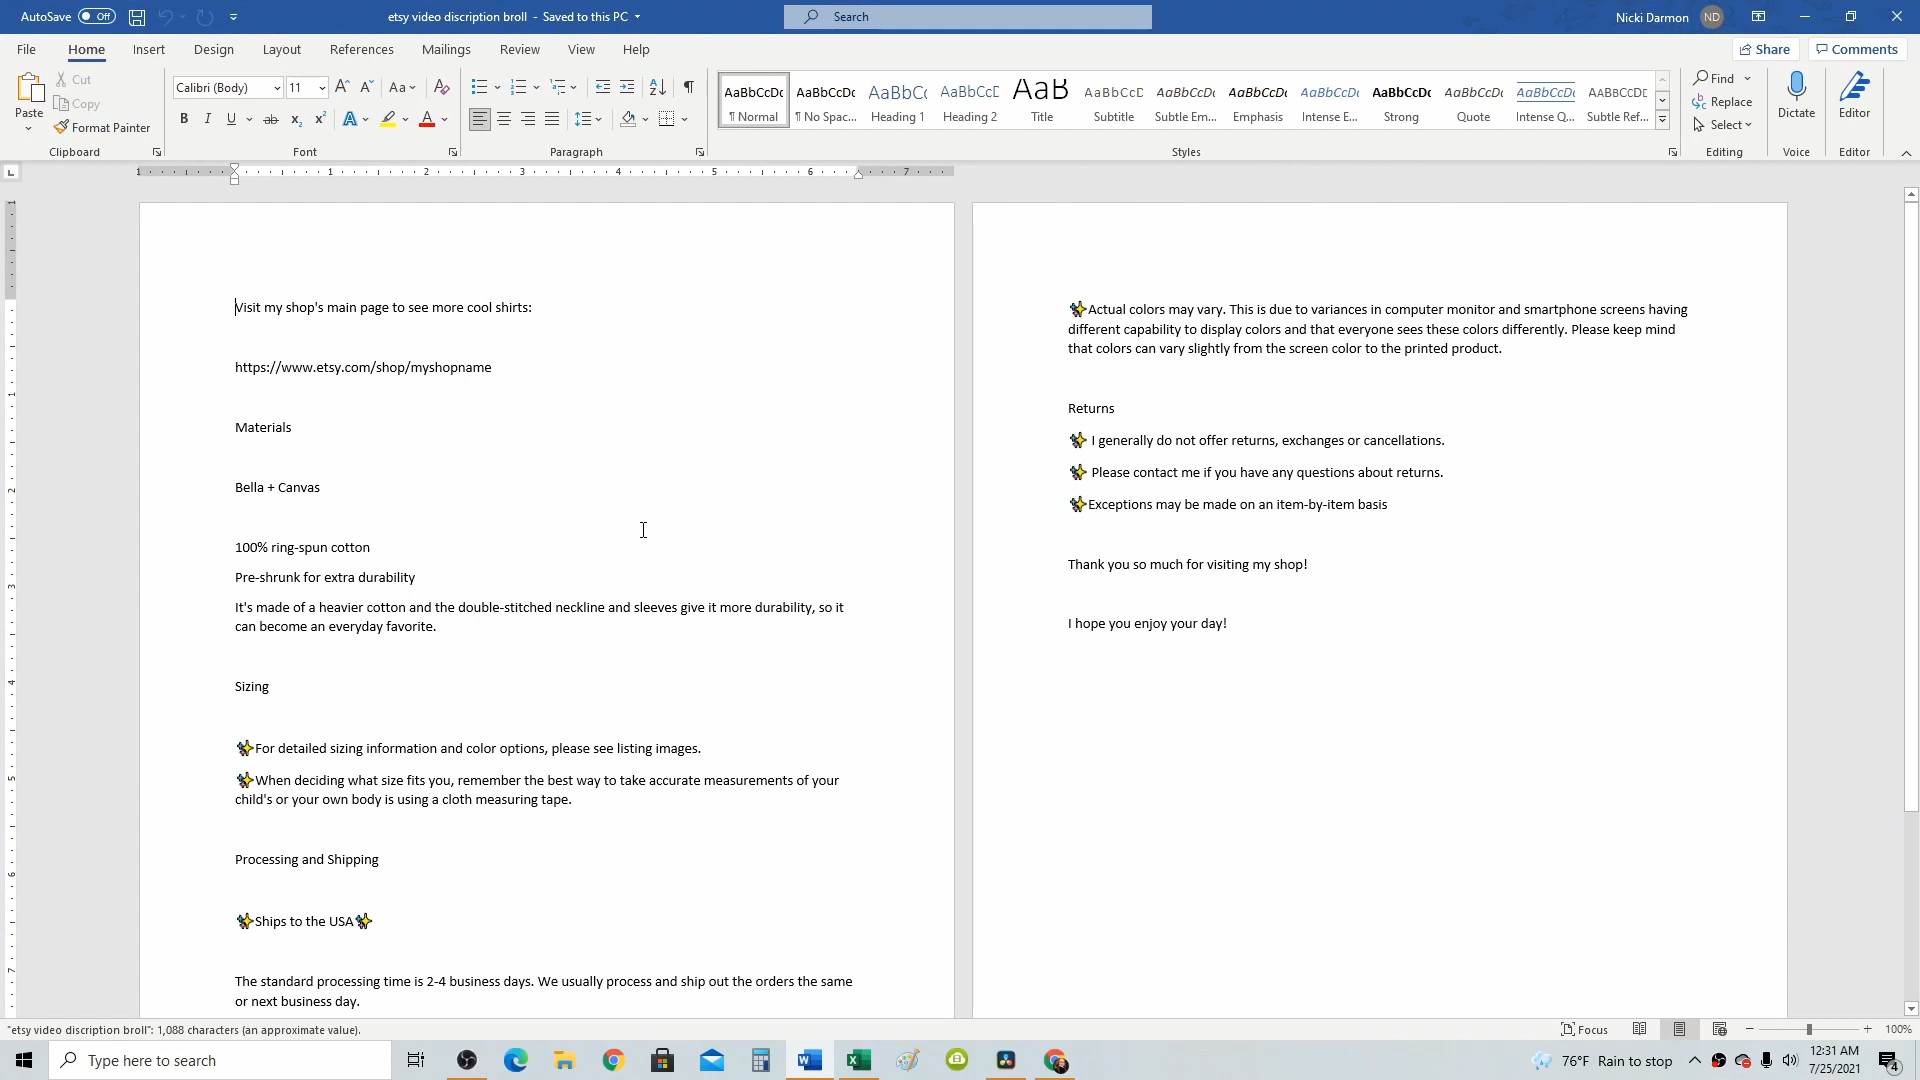 AutoSave Off etsy video discription broll - Saved to this PC Search Nicki Darmon ND
File Home Insert Design Layout References Mailings Review View Help Share Comments
Paste Cut Copy Format Painter
Clipboard
Calibri (Body) 11 Aa
Font
Paragraph
AaBbCcDc AaBbCcDc AaBbCc AaBbCcD AaB AaBbCcD AaBbCcDc AaBbCcDc AaBbCcDc AaBbCcDc AaBbCcDc AaBbCcDc AABBCCDD
¶ Normal ¶ No Spac... Heading 1 Heading 2 Title Subtitle Subtle Em... Emphasis Intense E... Strong Quote Intense Q... Subtle Ref...
Styles
Find
Replace
Select
Editing
Dictate
Voice
Editor
Editor
1 1 2 3 4 5 6 7
Visit my shop's main page to see more cool shirts:
https://www.etsy.com/shop/myshopname
Materials
Bella + Canvas
100% ring-spun cotton
Pre-shrunk for extra durability
It's made of a heavier cotton and the double-stitched neckline and sleeves give it more durability, so it
can become an everyday favorite.
Sizing
✨For detailed sizing information and color options, please see listing images.
✨When deciding what size fits you, remember the best way to take accurate measurements of your
child's or your own body is using a cloth measuring tape.
Processing and Shipping
✨Ships to the USA✨
The standard processing time is 2-4 business days. We usually process and ship out the orders the same
or next business day.
✨Actual colors may vary. This is due to variances in computer monitor and smartphone screens having
different capability to display colors and that everyone sees these colors differently. Please keep mind
that colors can vary slightly from the screen color to the printed product.
Returns
✨ I generally do not offer returns, exchanges or cancellations.
✨ Please contact me if you have any questions about returns.
✨Exceptions may be made on an item-by-item basis
Thank you so much for visiting my shop!
I hope you enjoy your day!
"etsy video discription broll": 1,088 characters (an approximate value). Focus 100%
Type here to search 76°F Rain to stop 12:31 AM
7/25/2021 4